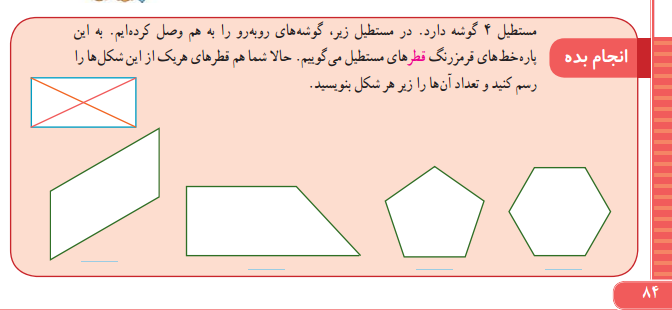 انجام بده
مستطیل ۴ گوشه دارد. در مستطیل زیر، گوشه‌های روبه‌رو را به هم وصل کرده‌ایم. به این
پاره‌خط‌های قرمزرنگ قطرهای مستطیل می‌گوییم. حالا شما هم قطرهای هریک از این شکل‌ها را
رسم کنید و تعداد آن‌ها را زیر هر شکل بنویسید.
۸۴